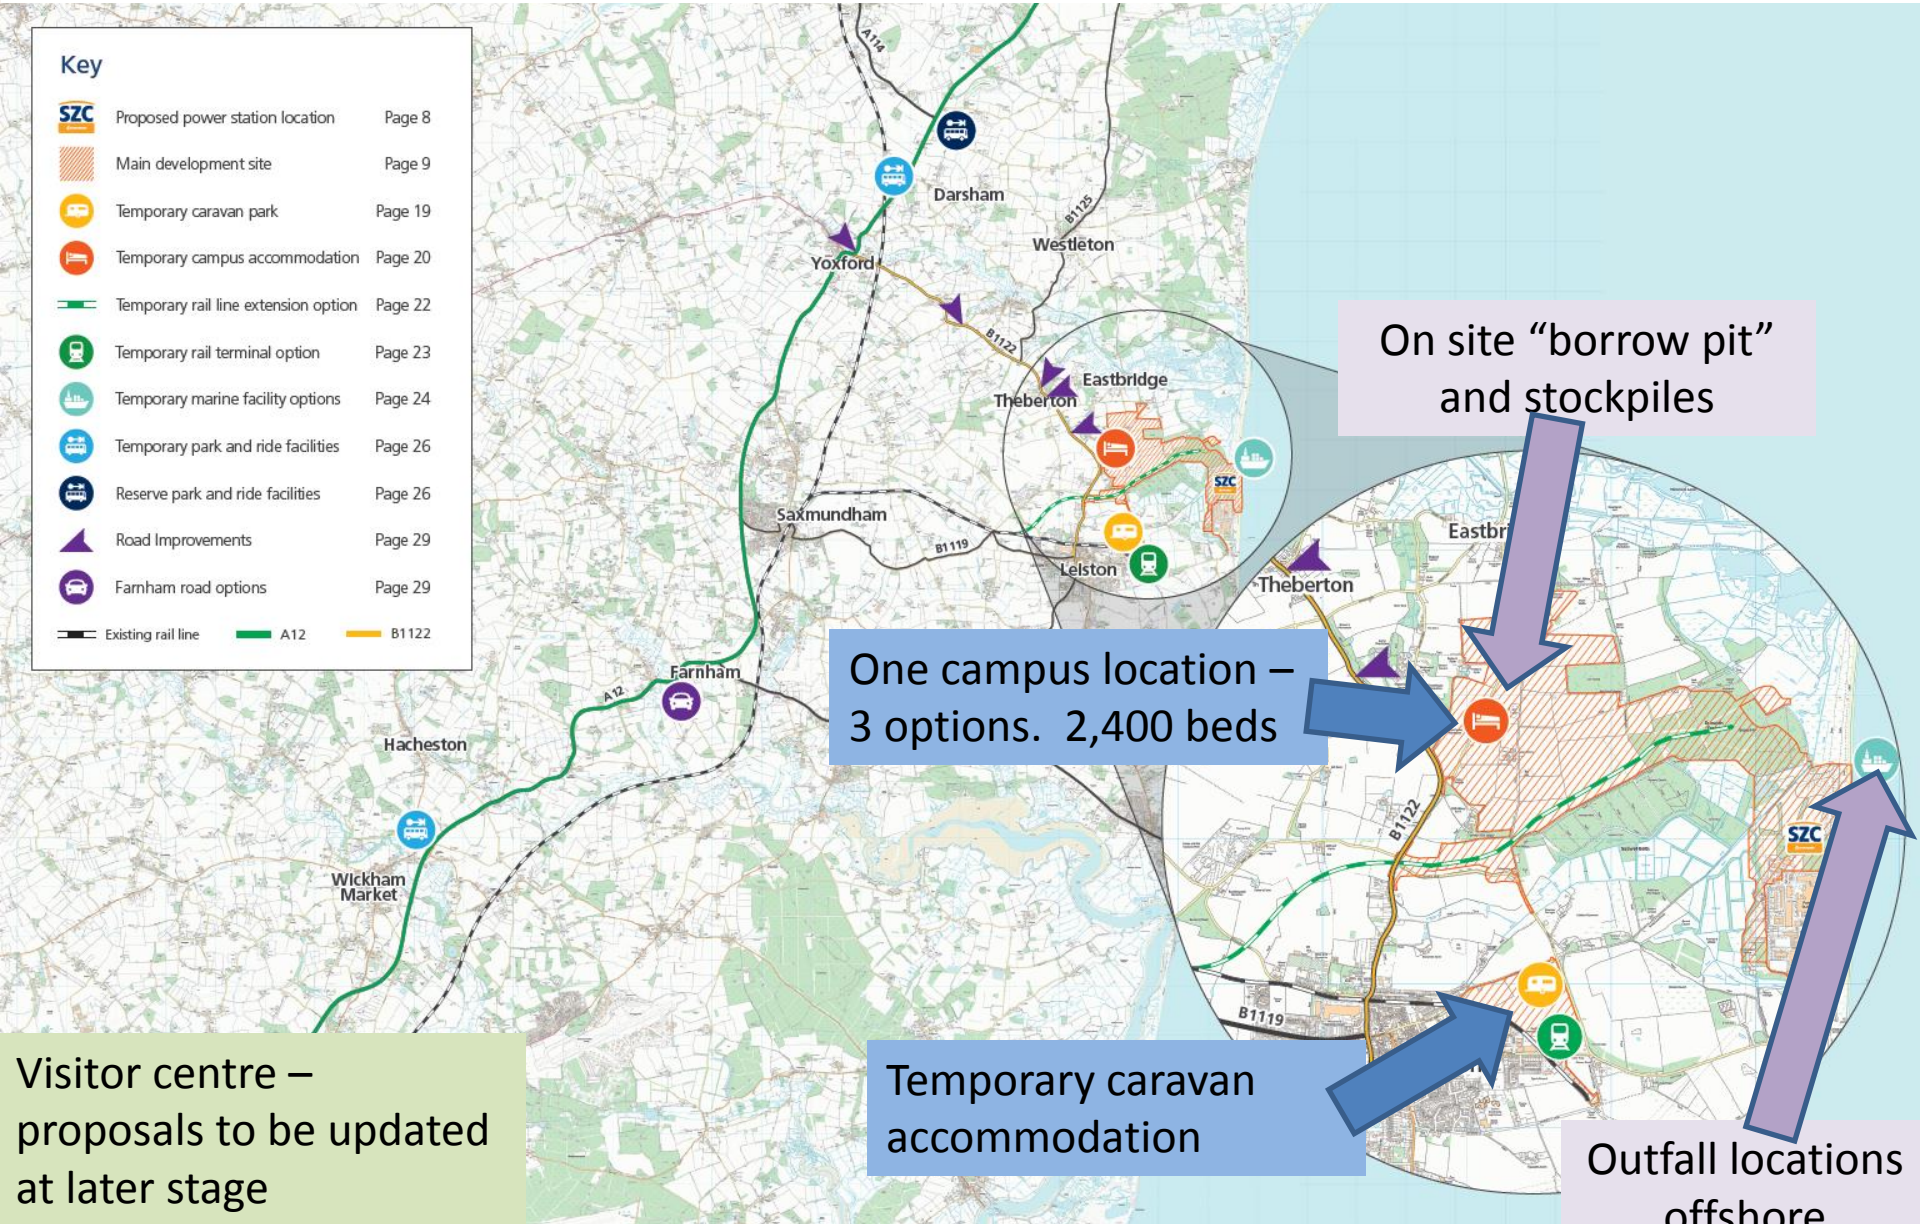 Key
SZC Proposed power station location Page 8
Main development site Page 9
Temporary caravan park Page 19
Temporary campus accommodation Page 20
Temporary rail line extension option Page 22
Temporary rail terminal option Page 23
Temporary marine facility options Page 24
Temporary park and ride facilities Page 26
Reserve park and ride facilities Page 26
Road Improvements Page 29
Farnham road options Page 29
Existing rail line A12 B1122
A114
Darsham
B1125
Westleton
Yoxford
B1122
Eastbridge
Theberton
SZC
Saxmundham
B1119
Leiston
Farnham
A12
Hacheston
Wickham
Market
On site “borrow pit”
and stockpiles
Eastbri
Theberton
One campus location –
3 options. 2,400 beds
B1122
SZC
B1119
Temporary caravan
accommodation
Visitor centre –
proposals to be updated
at later stage
Outfall locations
offshore